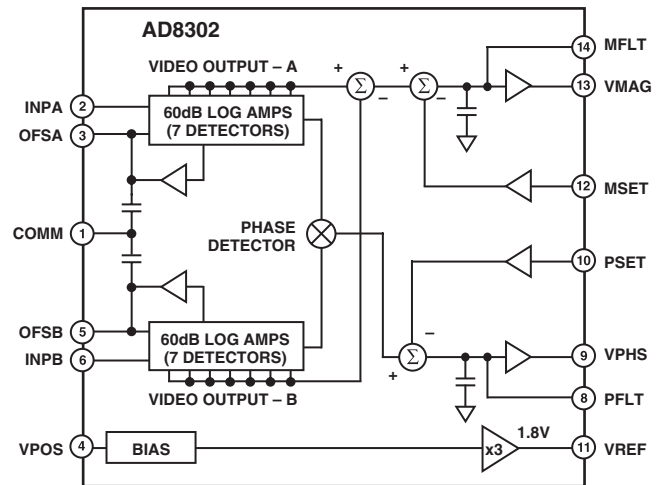 AD8302
VIDEO OUTPUT – A
+
–
Σ
+
–
Σ
14 MFLT
13 VMAG
INPA 2
OFSA 3
60dB LOG AMPS
(7 DETECTORS)
12 MSET
COMM 1
PHASE
DETECTOR
10 PSET
–
+
Σ
OFSB 5
INPB 6
60dB LOG AMPS
(7 DETECTORS)
VIDEO OUTPUT – B
9 VPHS
8 PFLT
VPOS 4
BIAS
x3
1.8V
11 VREF